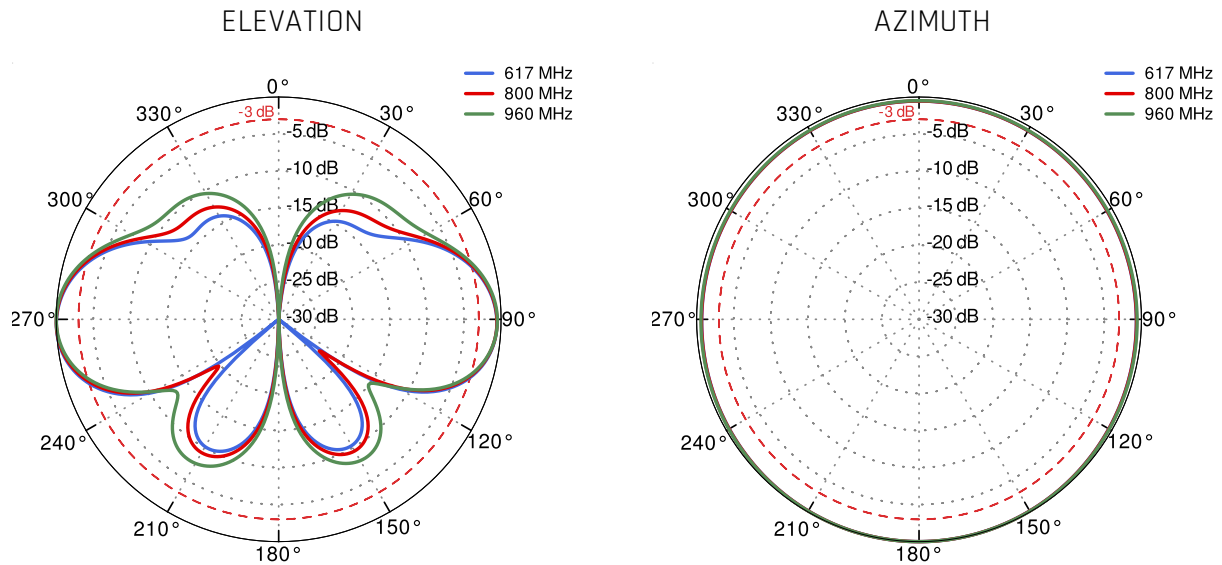 ELEVATION
617 MHz
800 MHz
960 MHz
0°
30°
60°
90°
120°
150°
180°
210°
240°
270°
300°
330°
-3 dB
-5 dB
-10 dB
-15 dB
-20 dB
-25 dB
-30 dB
AZIMUTH
617 MHz
800 MHz
960 MHz
0°
30°
60°
90°
120°
150°
180°
210°
240°
270°
300°
330°
-3 dB
-5 dB
-10 dB
-15 dB
-20 dB
-25 dB
-30 dB